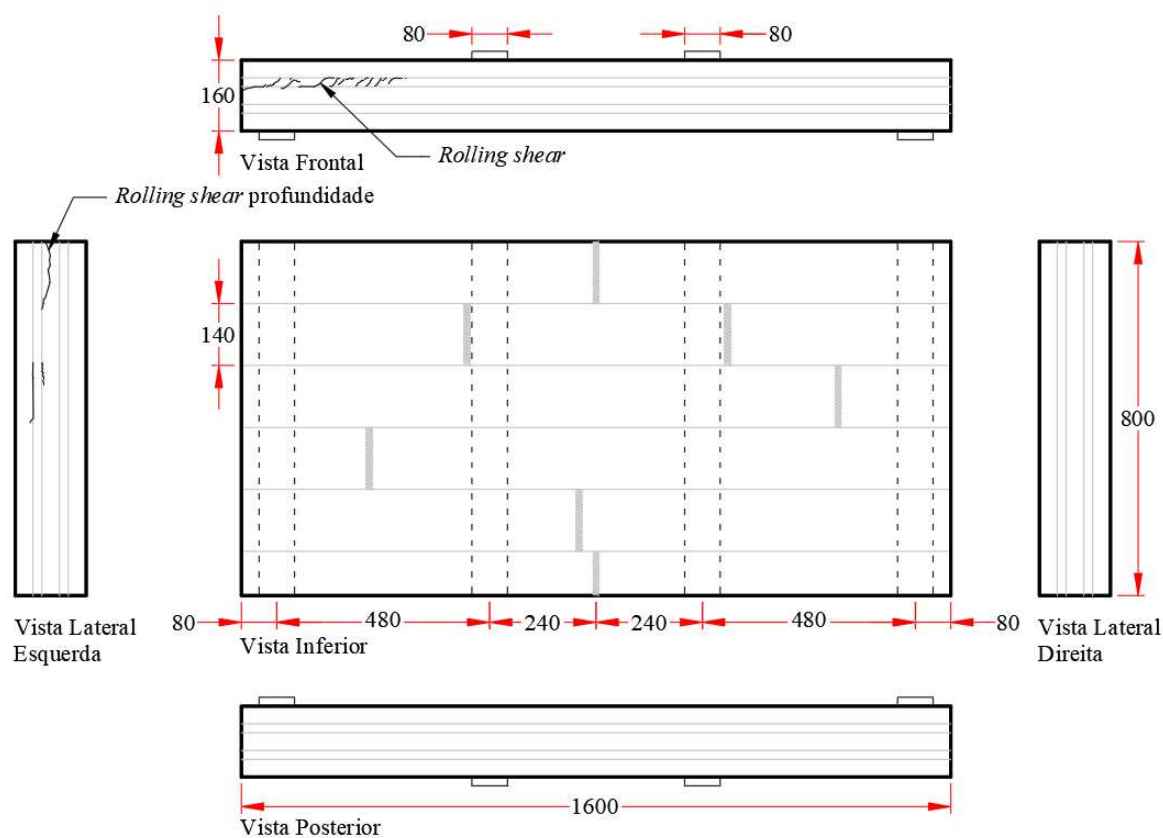 80
80
160
Vista Frontal
Rolling shear
Rolling shear profundidade
140
800
Vista Lateral
Esquerda
80
480
240
240
480
80
Vista Inferior
Vista Lateral
Direita
1600
Vista Posterior